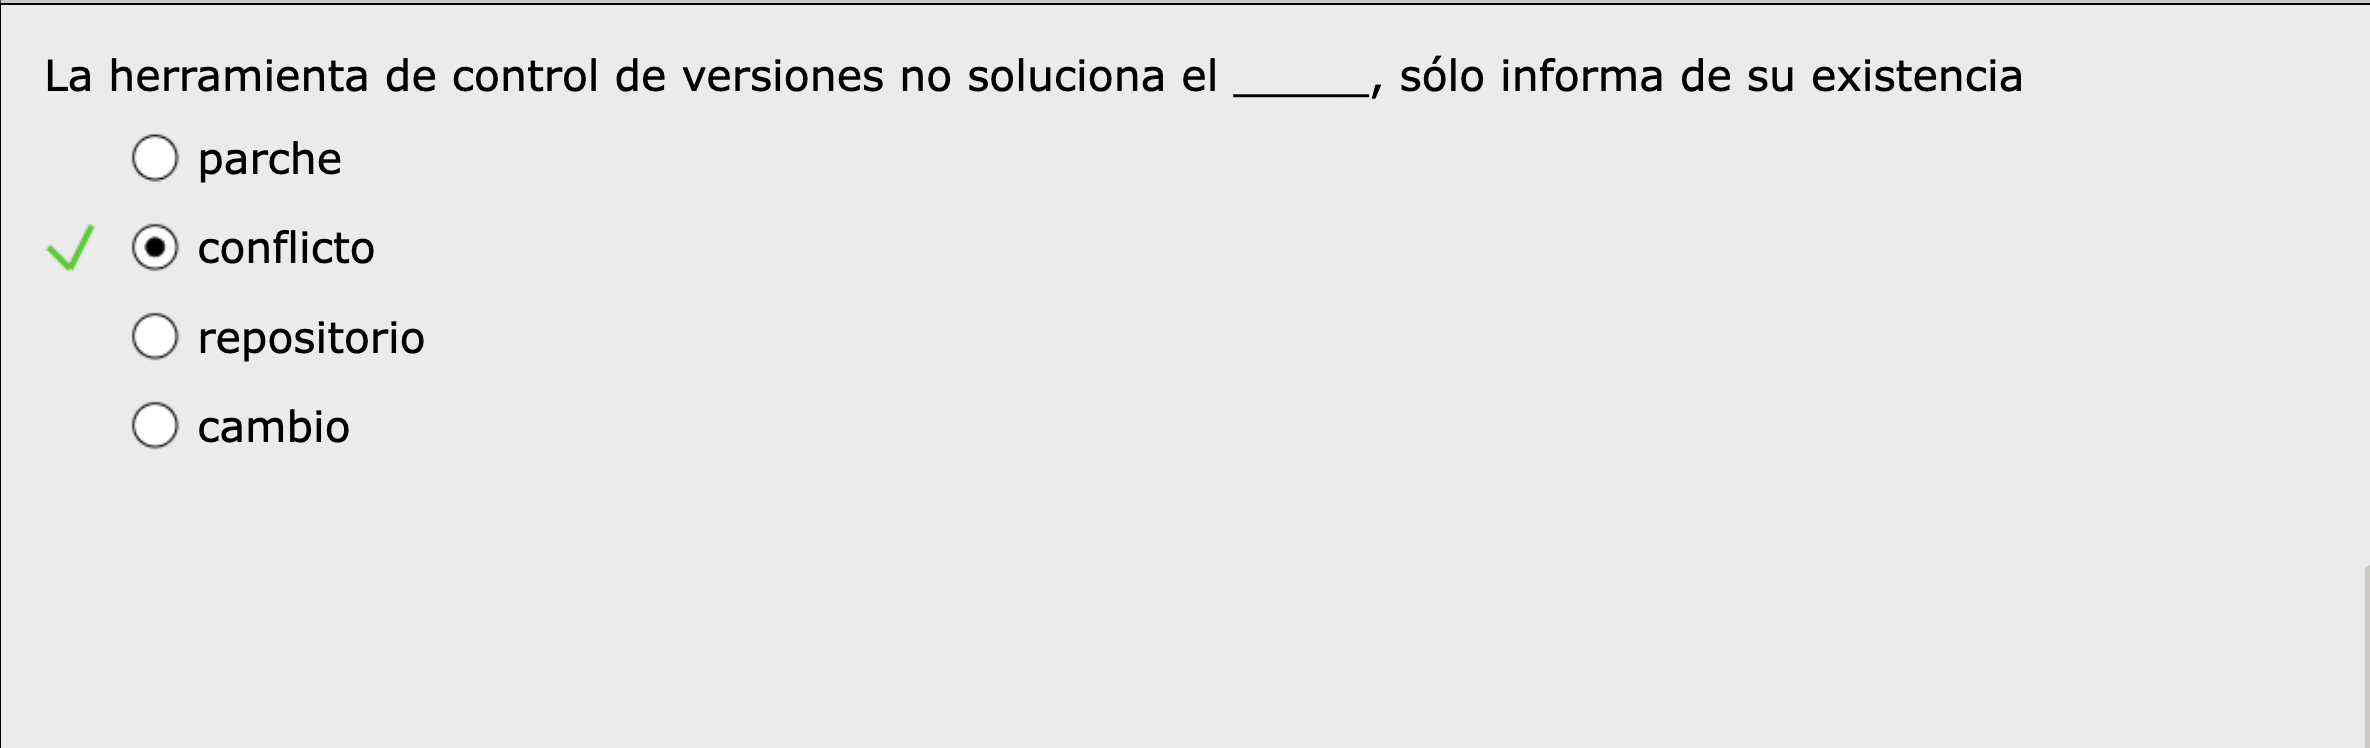 La herramienta de control de versiones no soluciona el ______, sólo informa de su existencia
parche
conflicto
repositorio
cambio